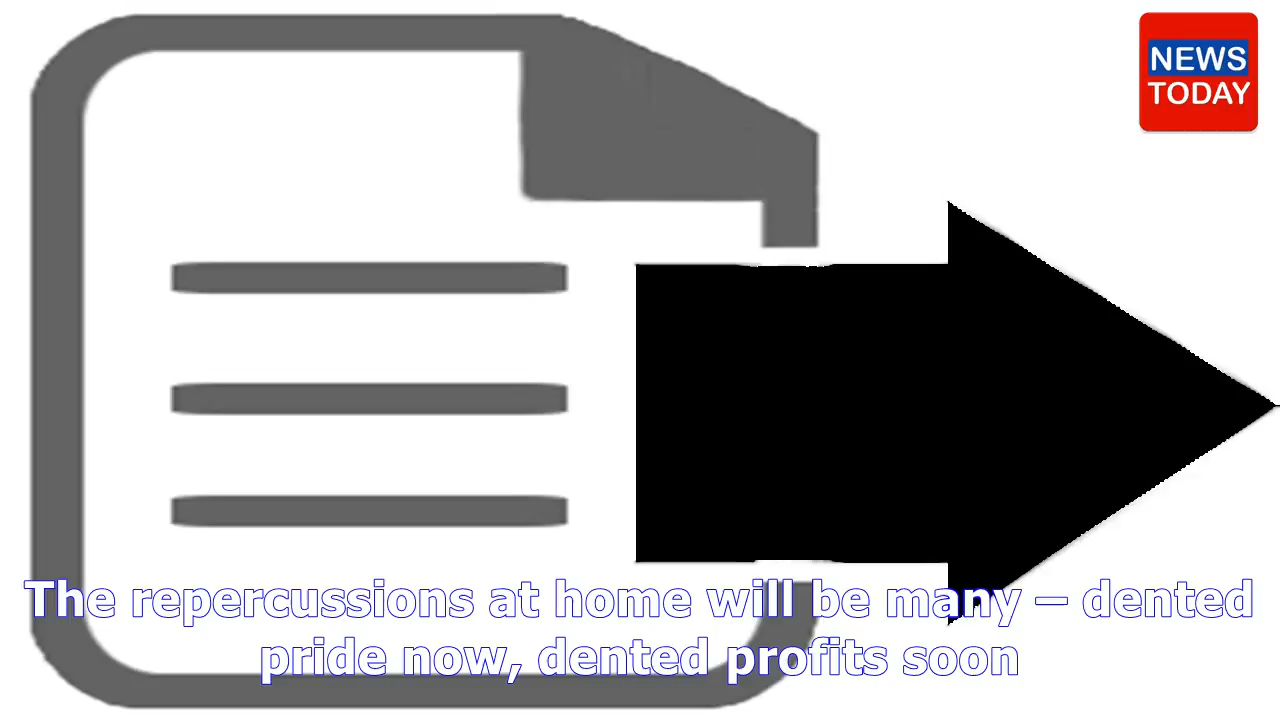 NEWS
TODAY
The repercussions at home will be many – dented
pride now, dented profits soon